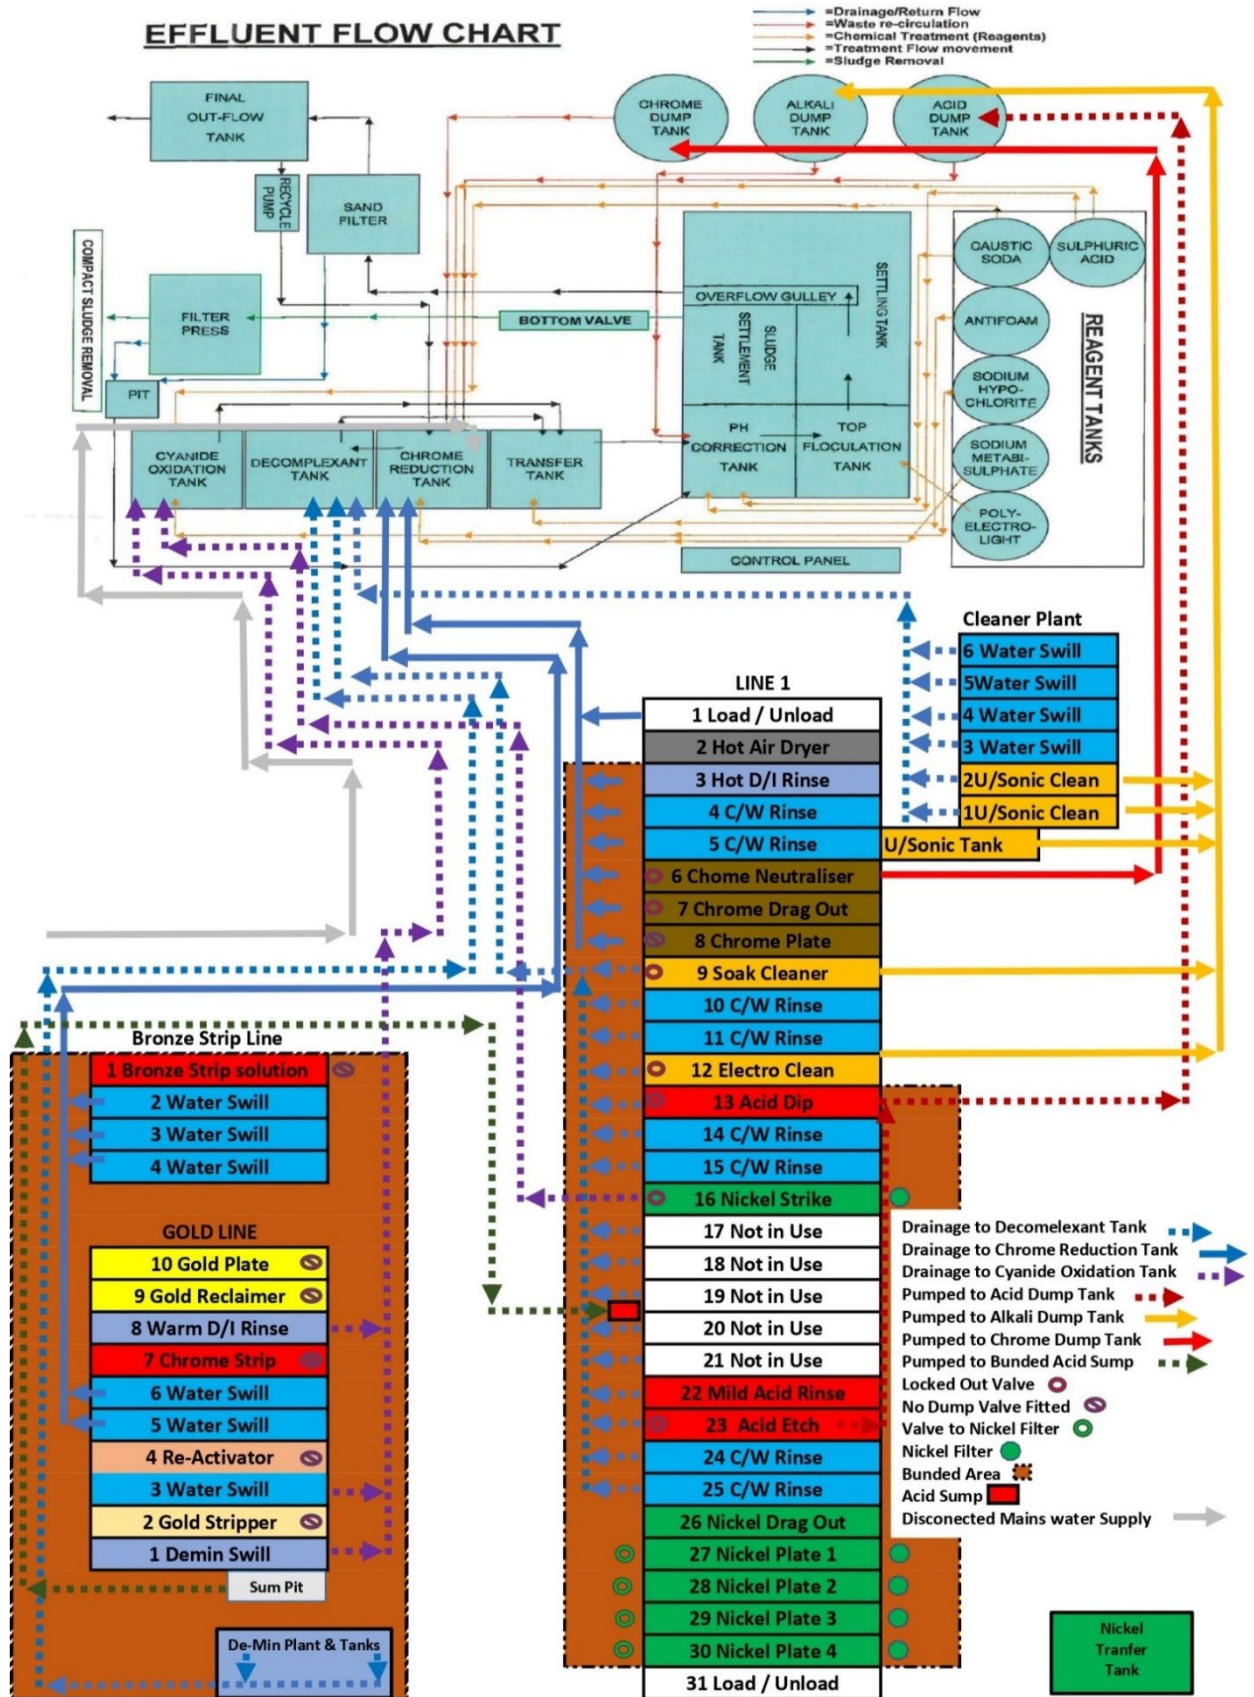 EFFLUENT FLOW CHART
=Drainage/Return Flow
=Waste re-circulation
=Chemical Treatment (Reagents)
=Treatment Flow movement
=Sludge Removal
FINAL
OUT-FLOW
TANK
CHROME
DUMP
TANK
ALKALI
DUMP
TANK
ACID
DUMP
TANK
RECYCLE
PUMP
SAND
FILTER
COMPACT SLUDGE REMOVAL
FILTER
PRESS
BOTTOM VALVE
PIT
OVERFLOW GULLEY
SETTLING TANK
SLUDGE
SETTLEMENT
TANK
PH
CORRECTION
TANK
TOP
FLOCULATION
TANK
CAUSTIC
SODA
SULPHURIC
ACID
ANTIFOAM
SODIUM
HYPO-
CHLORITE
SODIUM
METABI-
SULPHATE
POLY-
ELECTRO-
LIGHT
REAGENT TANKS
CYANIDE
OXIDATION
TANK
DECOMPLEXANT
TANK
CHROME
REDUCTION
TANK
TRANSFER
TANK
CONTROL PANEL
Cleaner Plant
6 Water Swill
5Water Swill
4 Water Swill
3 Water Swill
2U/Sonic Clean
1U/Sonic Clean
U/Sonic Tank
LINE 1
1 Load / Unload
2 Hot Air Dryer
3 Hot D/I Rinse
4 C/W Rinse
5 C/W Rinse
6 Chome Neutraliser
7 Chrome Drag Out
8 Chrome Plate
9 Soak Cleaner
10 C/W Rinse
11 C/W Rinse
12 Electro Clean
13 Acid Dip
14 C/W Rinse
15 C/W Rinse
16 Nickel Strike
17 Not in Use
18 Not in Use
19 Not in Use
20 Not in Use
21 Not in Use
22 Mild Acid Rinse
23 Acid Etch
24 C/W Rinse
25 C/W Rinse
26 Nickel Drag Out
27 Nickel Plate 1
28 Nickel Plate 2
29 Nickel Plate 3
30 Nickel Plate 4
31 Load / Unload
Bronze Strip Line
1 Bronze Strip solution
2 Water Swill
3 Water Swill
4 Water Swill
GOLD LINE
10 Gold Plate
9 Gold Reclaimer
8 Warm D/I Rinse
7 Chrome Strip
6 Water Swill
5 Water Swill
4 Re-Activator
3 Water Swill
2 Gold Stripper
1 Demin Swill
Sum Pit
De-Min Plant & Tanks
Drainage to Decomelexant Tank
Drainage to Chrome Reduction Tank
Drainage to Cyanide Oxidation Tank
Pumped to Acid Dump Tank
Pumped to Alkali Dump Tank
Pumped to Chrome Dump Tank
Pumped to Bunded Acid Sump
Locked Out Valve
No Dump Valve Fitted
Valve to Nickel Filter
Nickel Filter
Bunded Area
Acid Sump
Disconected Mains water Supply
Nickel
Tranfer
Tank